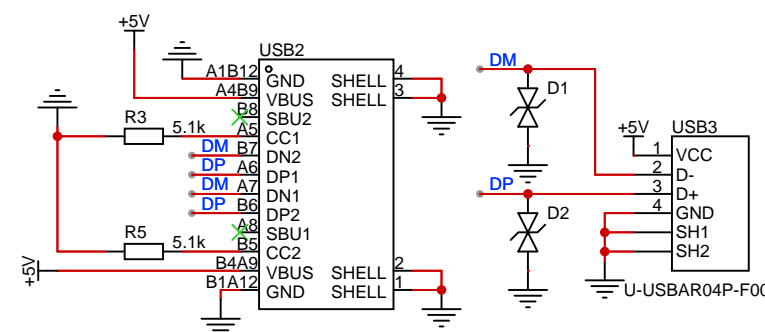 +5V
USB2
A1B12 GND SHELL 4
A4B9 VBUS SHELL 3
B8 SBU2
R3 5.1k A5 CC1
DM B7 DN2
DP A6 DP1
DM A7 DN1
DP B6 DP2
A8 SBU1
R5 5.1k B5 CC2
+5V B4A9 VBUS SHELL 2
B1A12 GND SHELL 1
DM
D1
DP
D2
+5V
USB3
1 VCC
2 D-
3 D+
4 GND
SH1
SH2
U-USBAR04P-F00